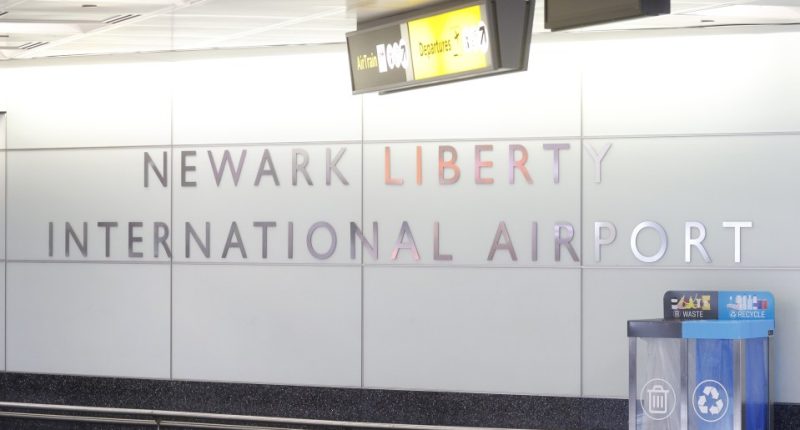 AirTrain
Departures
NEWARK LIBERTY
INTERNATIONAL AIRPORT
WASTE
RECYCLE